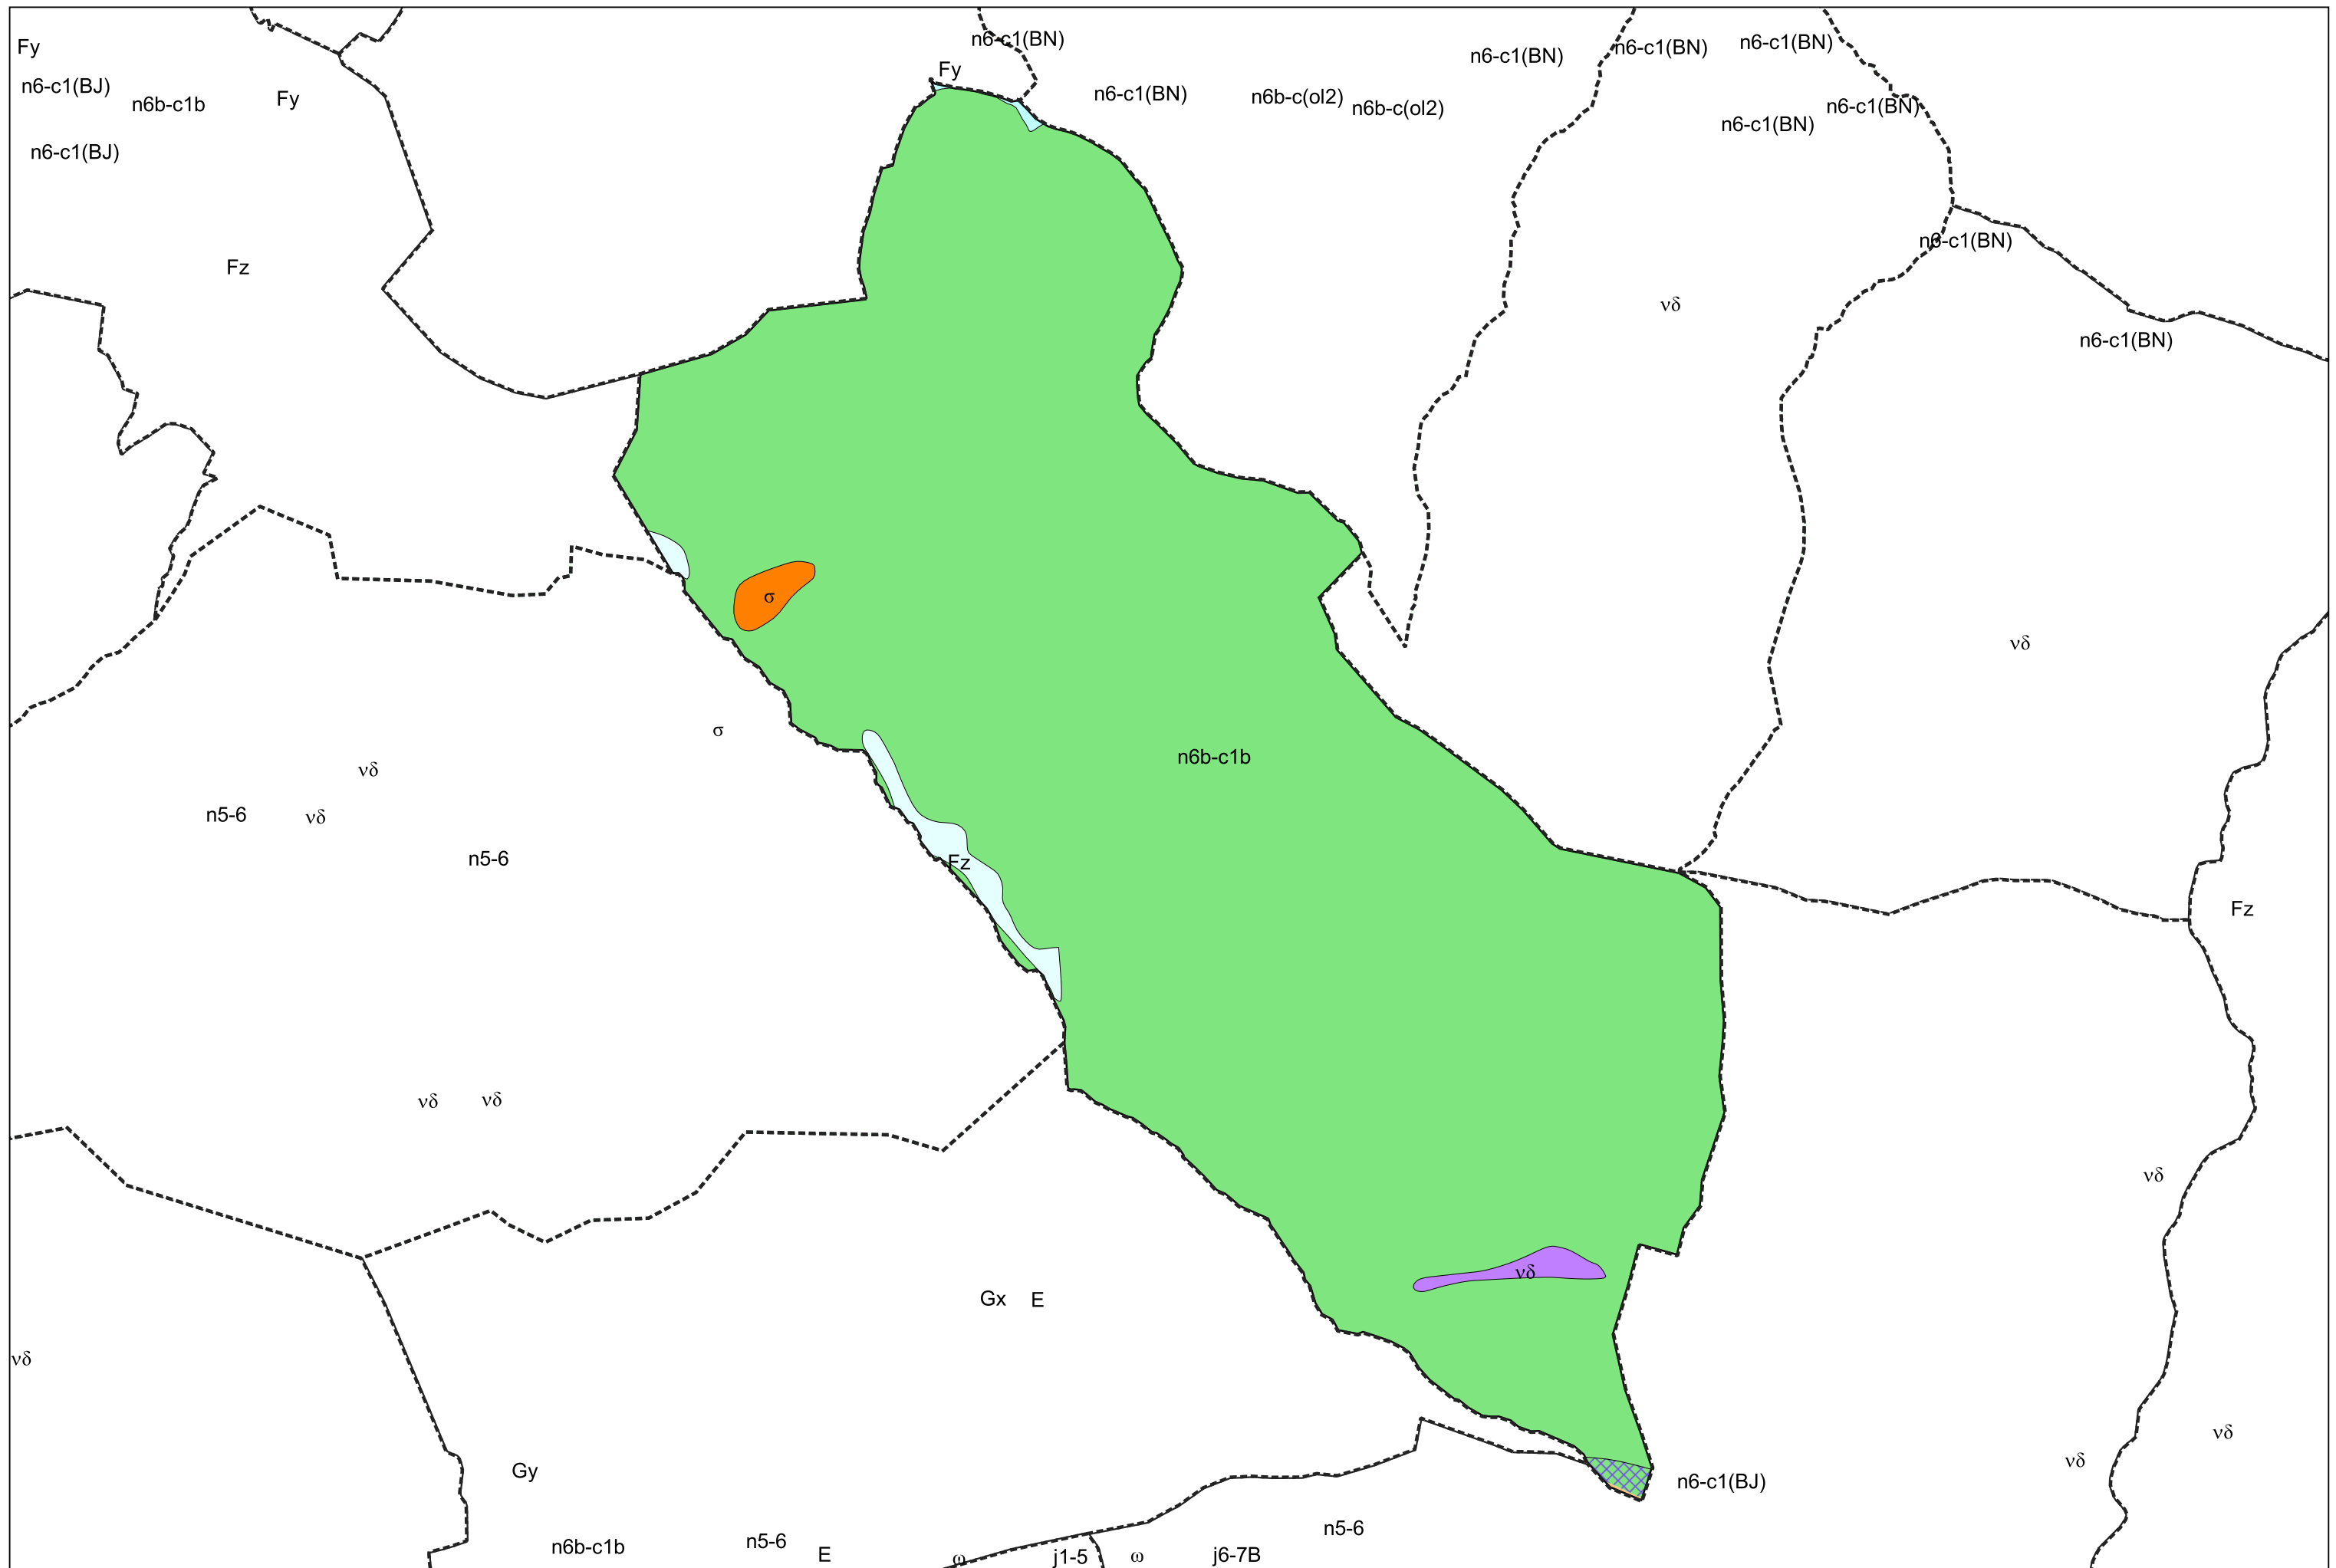 n6-c1(BN)
Fy
n6-c1(BN)
n6-c1(BN)
n6-c1(BN)
n6-c1(BJ)
n6b-c1b
Fy
Fy
n6-c1(BN)
n6b-c(ol2)
n6b-c(ol2)
n6-c1(BN)
n6-c1(BN)
n6-c1(BJ)
n6-c1(BN)
Fz
νδ
n6-c1(BN)
σ
νδ
σ
n6b-c1b
νδ
n5-6
νδ
n5-6
Fz
Fz
νδ
νδ
νδ
νδ
Gx
E
νδ
νδ
Gy
νδ
n6-c1(BJ)
n6b-c1b
n5-6
E
ω
j1-5
ω
j6-7B
n5-6